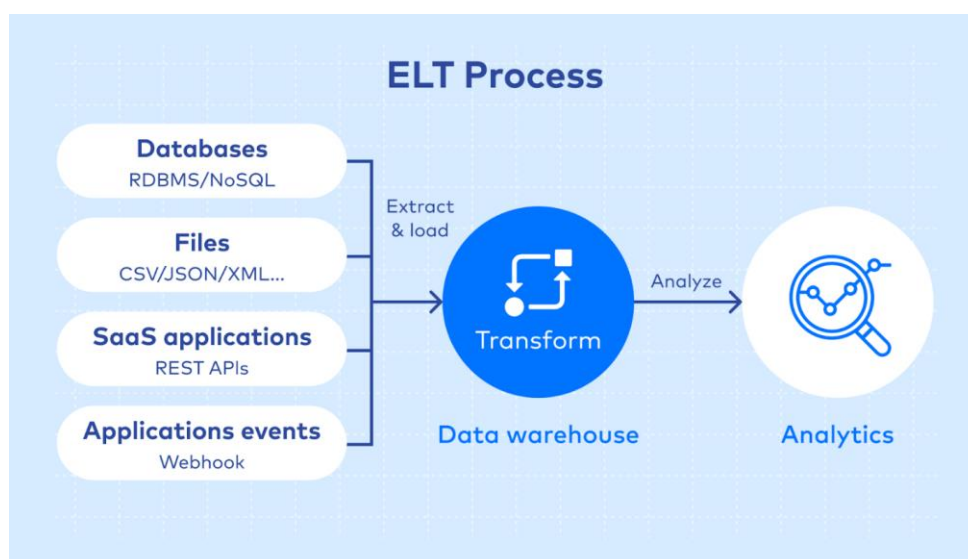 ELT Process
Databases
RDBMS/NoSQL
Files
CSV/JSON/XML...
SaaS applications
REST APIs
Applications events
Webhook
Extract
& load
Transform
Data warehouse
Analyze
Analytics